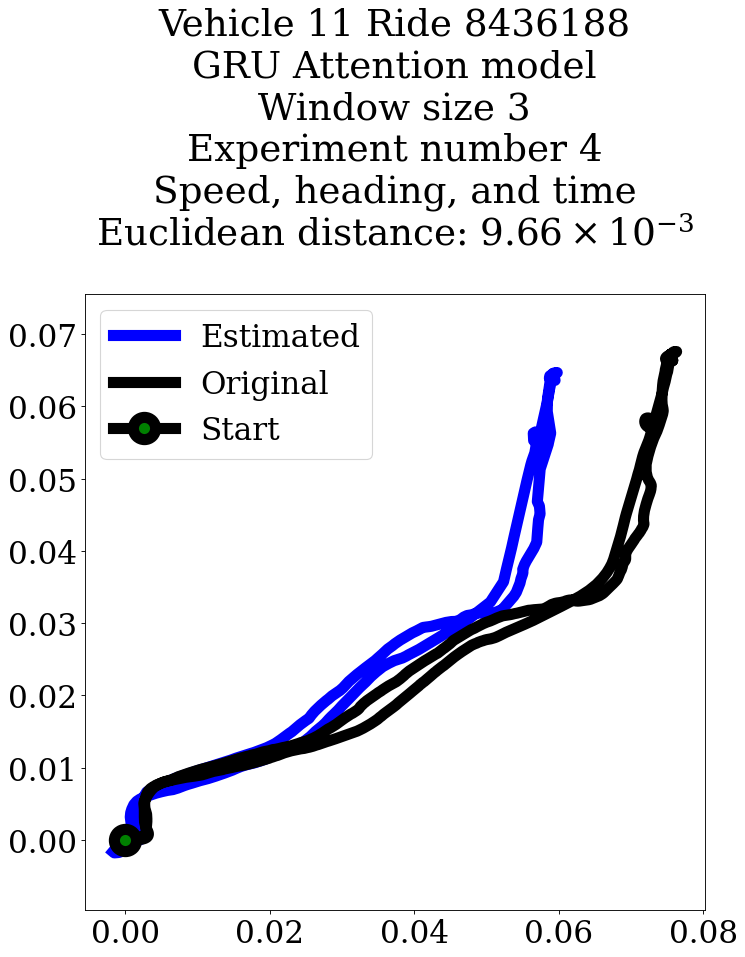 Vehicle 11 Ride 8436188
GRU Attention model
Window size 3
Experiment number 4
Speed, heading, and time
Euclidean distance: 9.66 × 10⁻³
Estimated
Original
Start
0.07
0.06
0.05
0.04
0.03
0.02
0.01
0.00
0.00 0.02 0.04 0.06 0.08